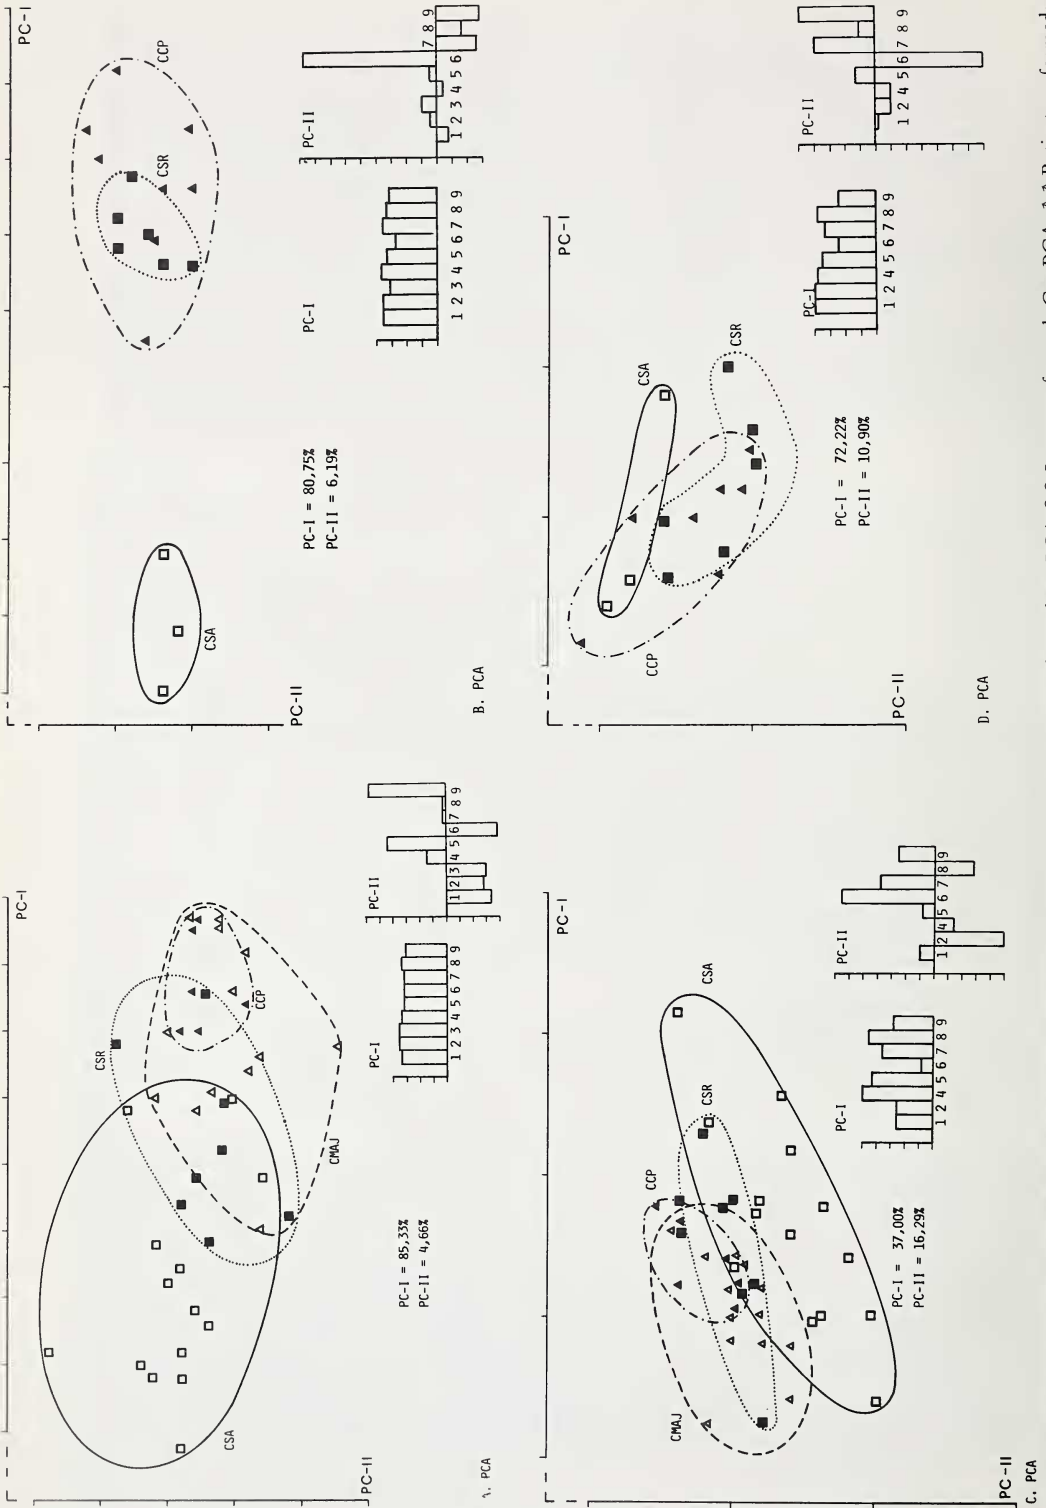 PC-I
CSR
CCP
CMAJ
CSA
PC-II
PC-I = 85,33%
PC-II = 4,66%
PC-I
1 2 3 4 5 6 7 8 9
PC-II
1 2 3 4 5 6 7 8 9
A. PCA
PC-I
CCP
CSR
CSA
PC-II
PC-I = 80,75%
PC-II = 6,19%
PC-I
1 2 3 4 5 6 7 8 9
PC-II
1 2 3 4 5 6 7 8 9
B. PCA
PC-I
CSA
CSR
CCP
CMAJ
PC-II
PC-I = 37,00%
PC-II = 16,29%
PC-I
1 2 4 5 6 7 8 9
PC-II
1 2 4 5 6 7 8 9
C. PCA
PC-I
CSA
CSR
CCP
PC-II
PC-I = 72,22%
PC-II = 10,90%
PC-I
1 2 4 5 6 7 8 9
PC-II
1 2 4 5 6 7 8 9
D. PCA